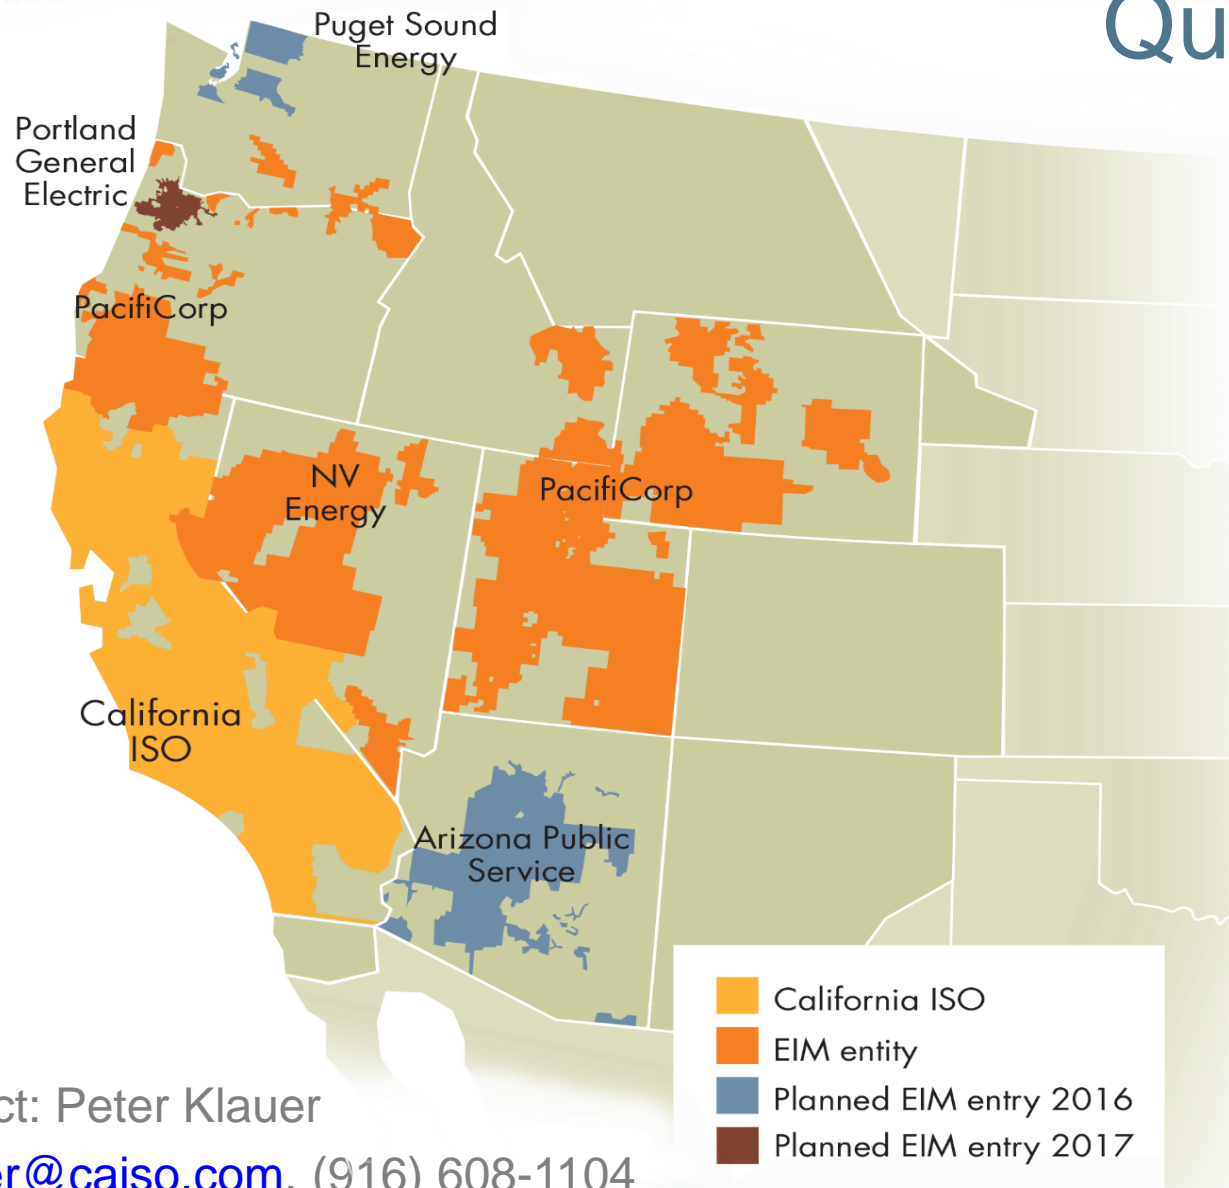 Qu
Puget Sound
Energy
Portland
General
Electric
PacifiCorp
NV
Energy
PacifiCorp
California
ISO
Arizona Public
Service
California ISO
EIM entity
Planned EIM entry 2016
Planned EIM entry 2017
ct: Peter Klauer
er@caiso.com, (916) 608-1104